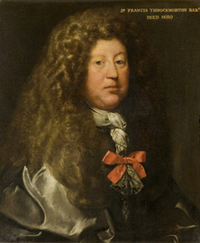 Sr FRANCIS THROCKMORTON BARt
DIED 1680